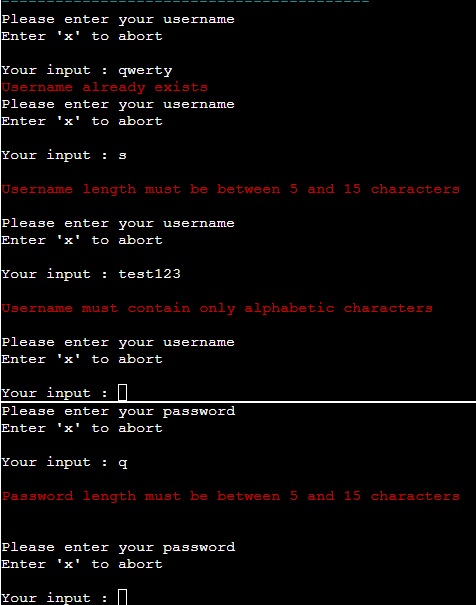 Please enter your username
Enter 'x' to abort
Your input : qwerty
Username already exists
Please enter your username
Enter 'x' to abort
Your input : s
Username length must be between 5 and 15 characters
Please enter your username
Enter 'x' to abort
Your input : test123
Username must contain only alphabetic characters
Please enter your username
Enter 'x' to abort
Your input :
Please enter your password
Enter 'x' to abort
Your input : q
Password length must be between 5 and 15 characters
Please enter your password
Enter 'x' to abort
Your input :